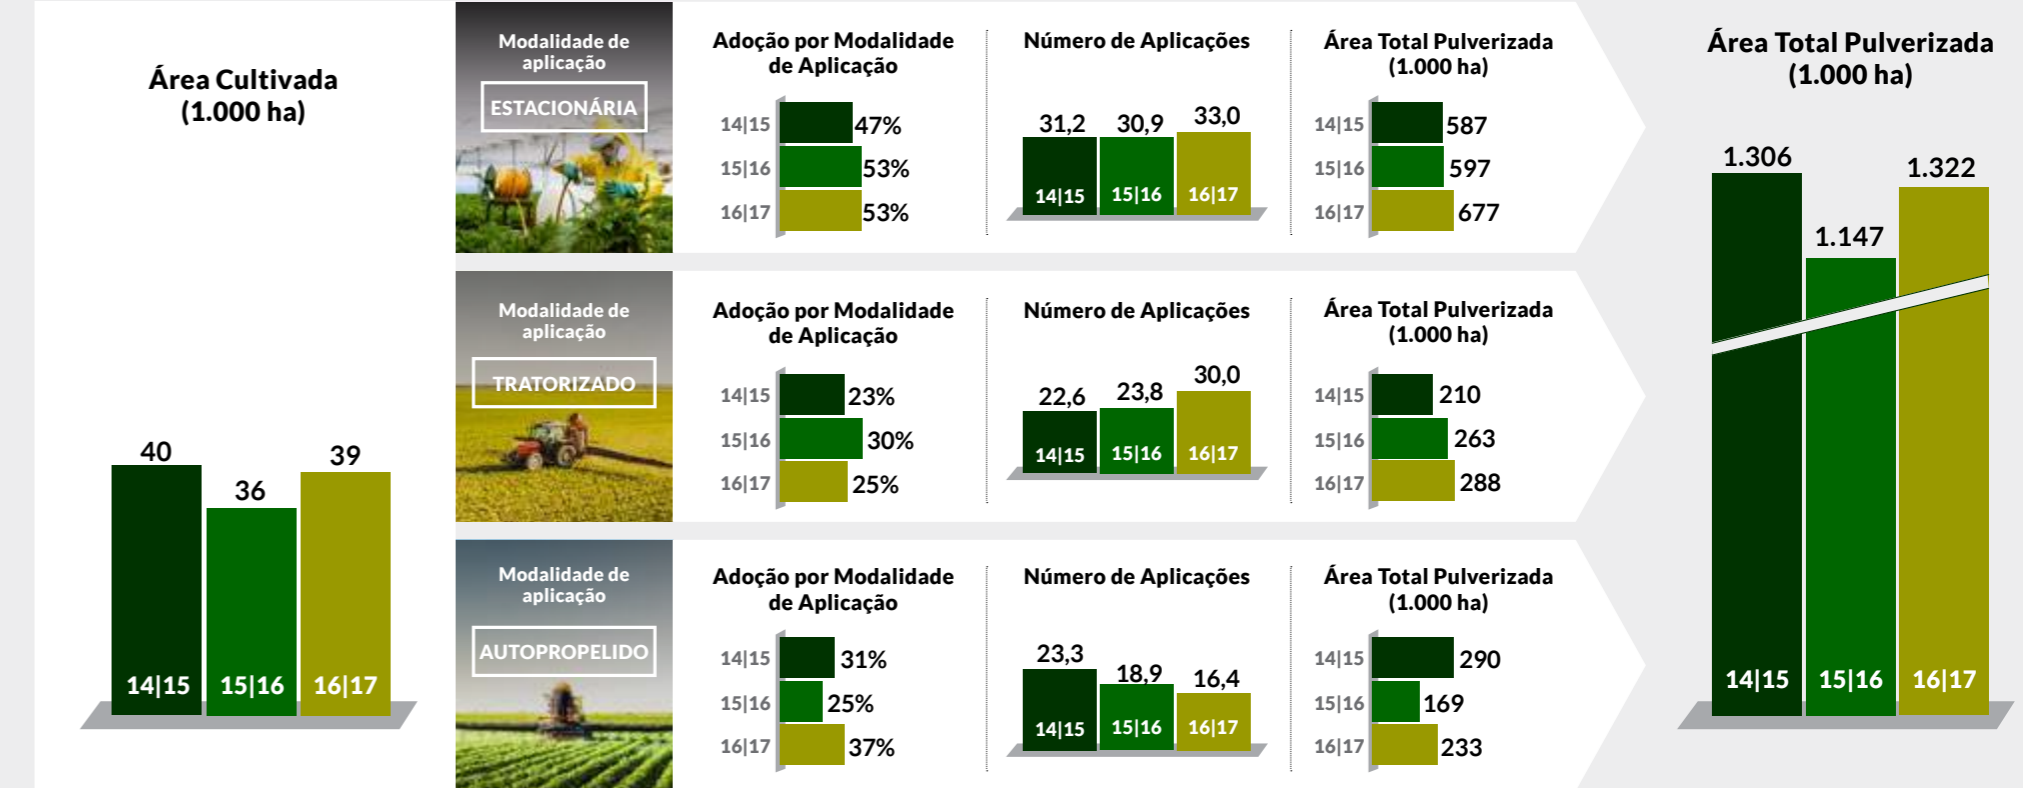 Área Cultivada
(1.000 ha)
40
36
39
14|15
15|16
16|17
Modalidade de
aplicação
ESTACIONÁRIA
Adoção por Modalidade
de Aplicação
14|15 47%
15|16 53%
16|17 53%
Número de Aplicações
31,2 30,9 33,0
14|15 15|16 16|17
Área Total Pulverizada
(1.000 ha)
14|15 587
15|16 597
16|17 677
Modalidade de
aplicação
TRATORIZADO
Adoção por Modalidade
de Aplicação
14|15 23%
15|16 30%
16|17 25%
Número de Aplicações
22,6 23,8 30,0
14|15 15|16 16|17
Área Total Pulverizada
(1.000 ha)
14|15 210
15|16 263
16|17 288
Modalidade de
aplicação
AUTOPROPELIDO
Adoção por Modalidade
de Aplicação
14|15 31%
15|16 25%
16|17 37%
Número de Aplicações
23,3 18,9 16,4
14|15 15|16 16|17
Área Total Pulverizada
(1.000 ha)
14|15 290
15|16 169
16|17 233
Área Total Pulverizada
(1.000 ha)
1.306
1.147
1.322
14|15 15|16 16|17